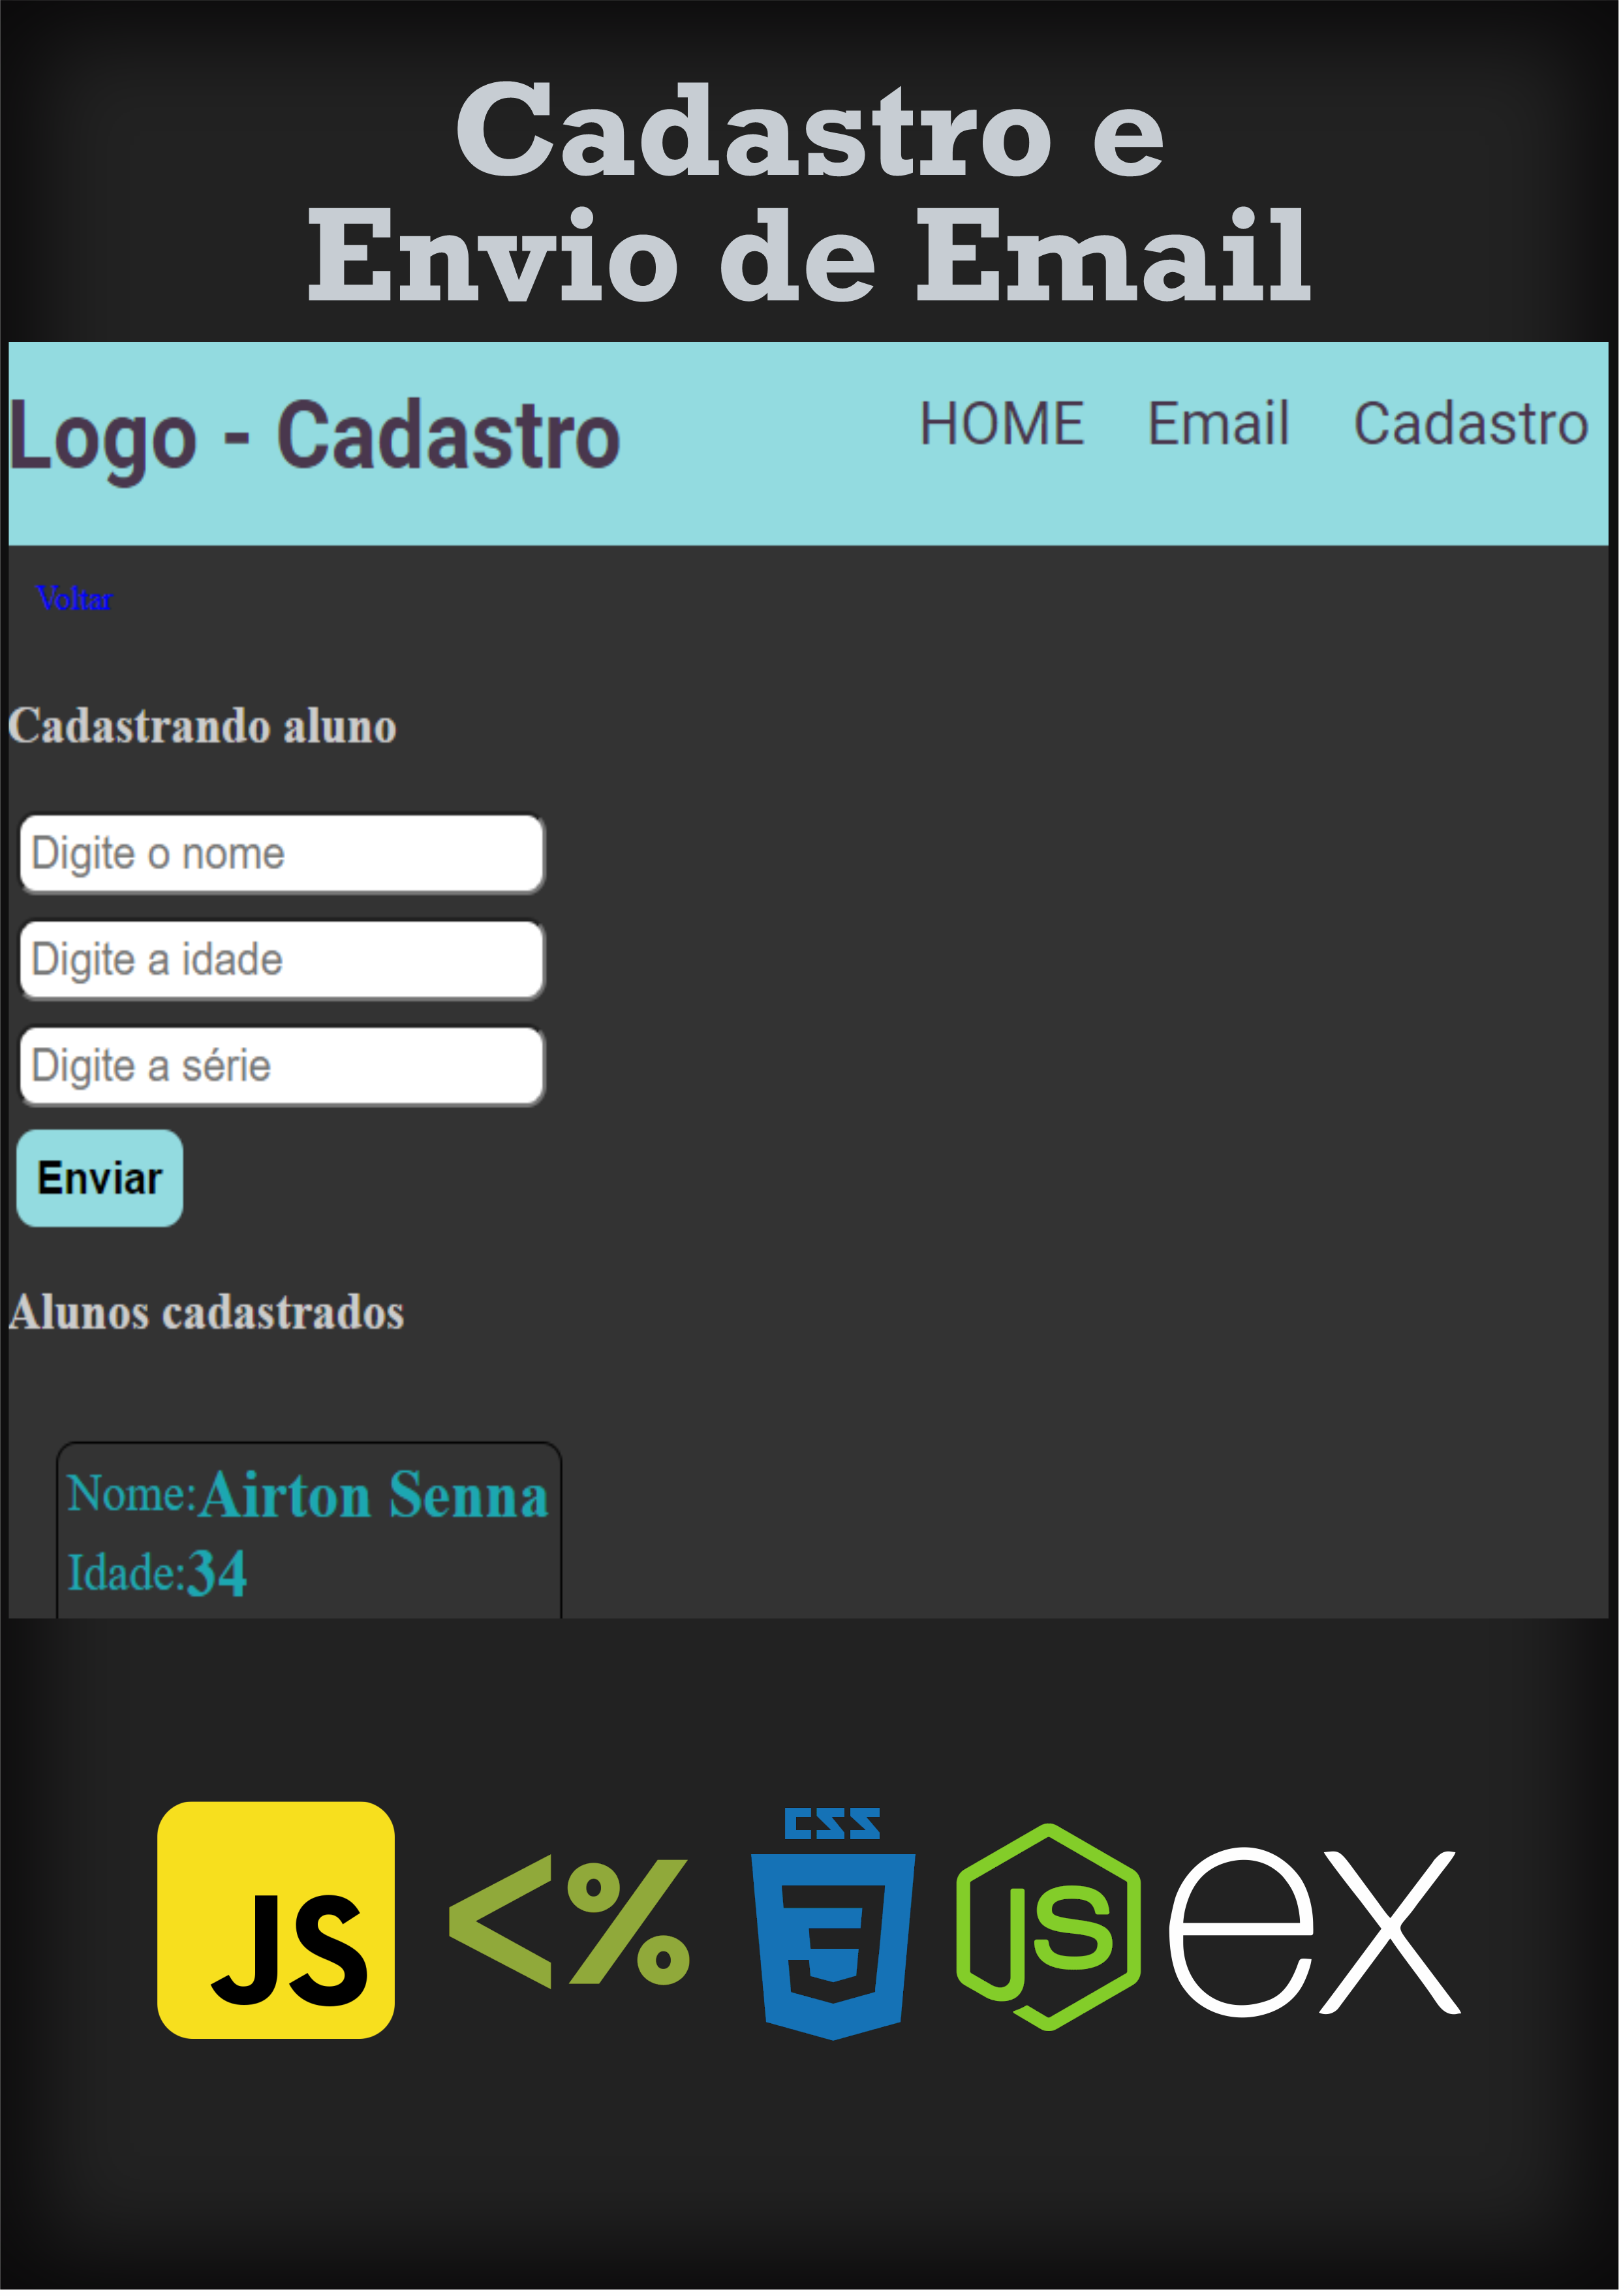 Cadastro e
Envio de Email
Logo - Cadastro HOME Email Cadastro
Voltar
Cadastrando aluno
Digite o nome
Digite a idade
Digite a série
Enviar
Alunos cadastrados
Nome:Airton Senna
Idade:34
JS <% CSS JS ex